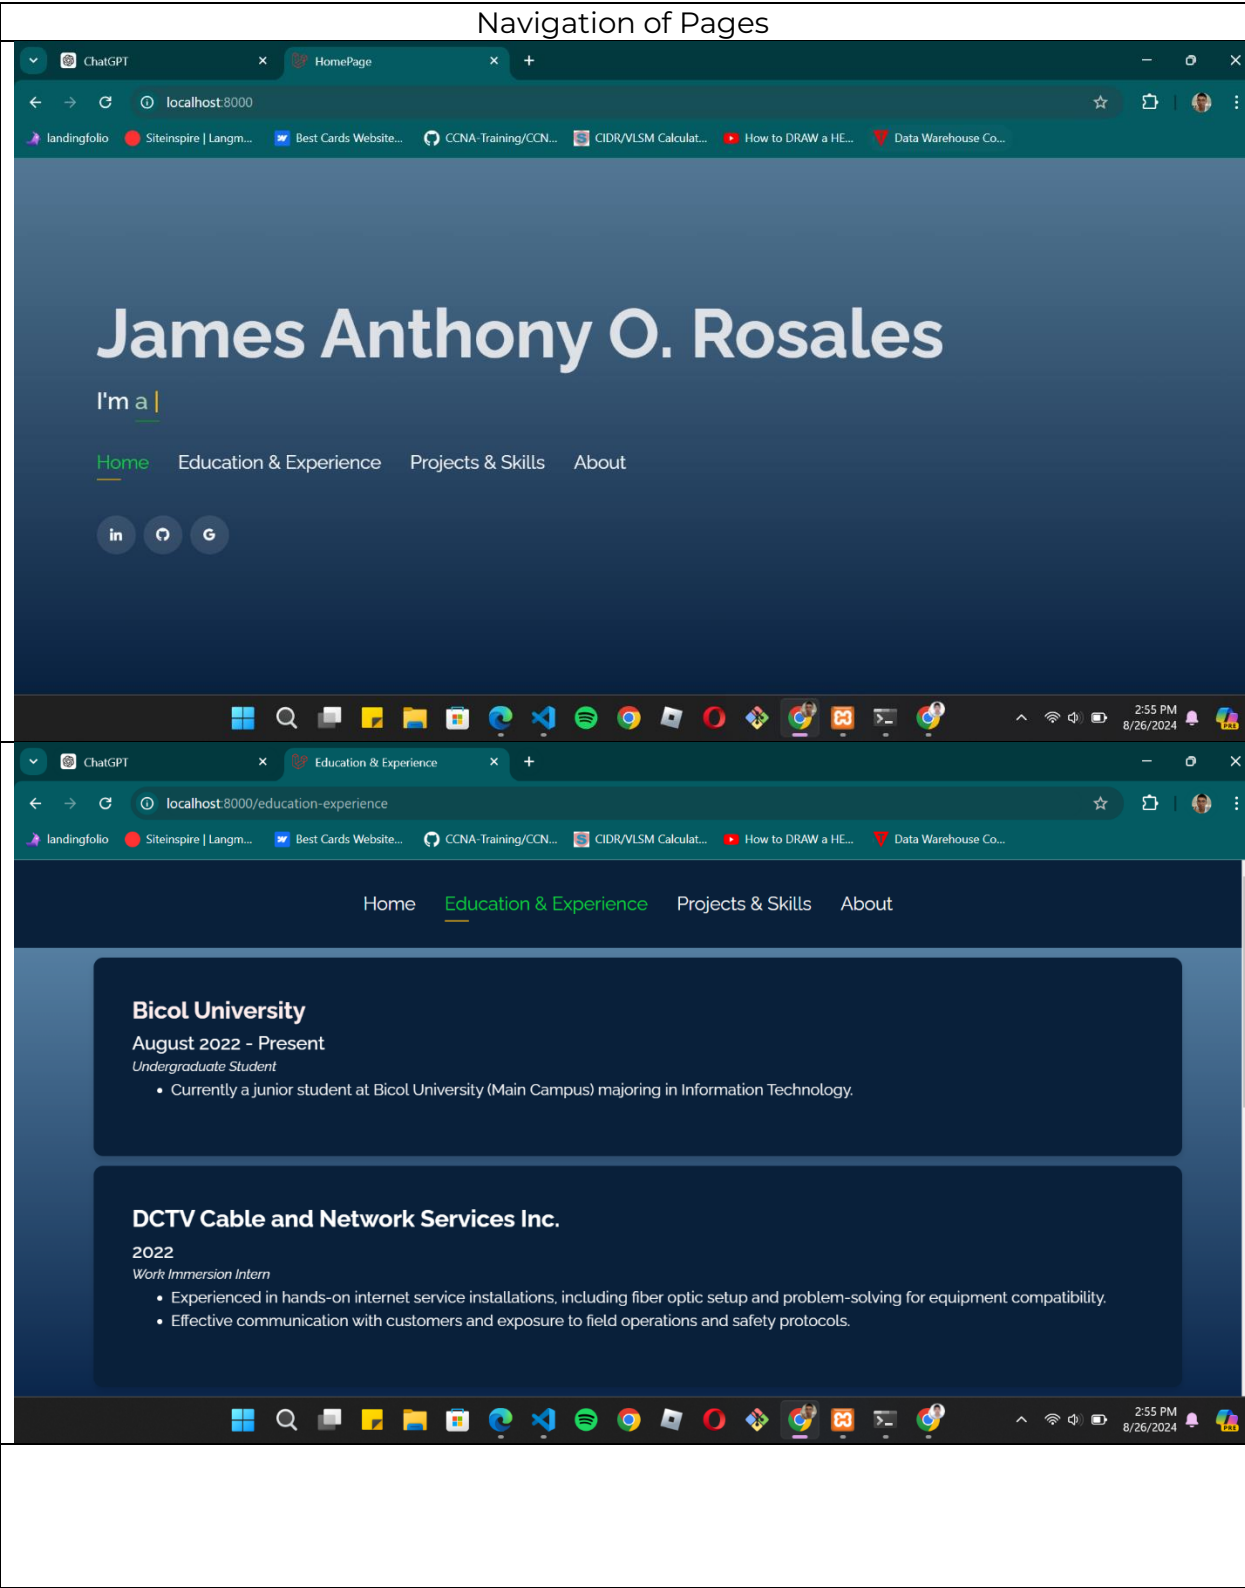 Navigation of Pages
ChatGPT
HomePage
localhost:8000
landingfolio Siteinspire | Langm... Best Cards Website... CCNA-Training/CCN... CIDR/VLSM Calculat... How to DRAW a HE... Data Warehouse Co...
James Anthony O. Rosales
I'm a |
Home Education & Experience Projects & Skills About
in G
2:55 PM
8/26/2024
PRE
ChatGPT
Education & Experience
localhost:8000/education-experience
landingfolio Siteinspire | Langm... Best Cards Website... CCNA-Training/CCN... CIDR/VLSM Calculat... How to DRAW a HE... Data Warehouse Co...
Home Education & Experience Projects & Skills About
Bicol University
August 2022 - Present
Undergraduate Student
• Currently a junior student at Bicol University (Main Campus) majoring in Information Technology.
DCTV Cable and Network Services Inc.
2022
Work Immersion Intern
• Experienced in hands-on internet service installations, including fiber optic setup and problem-solving for equipment compatibility.
• Effective communication with customers and exposure to field operations and safety protocols.
2:55 PM
8/26/2024
PRE